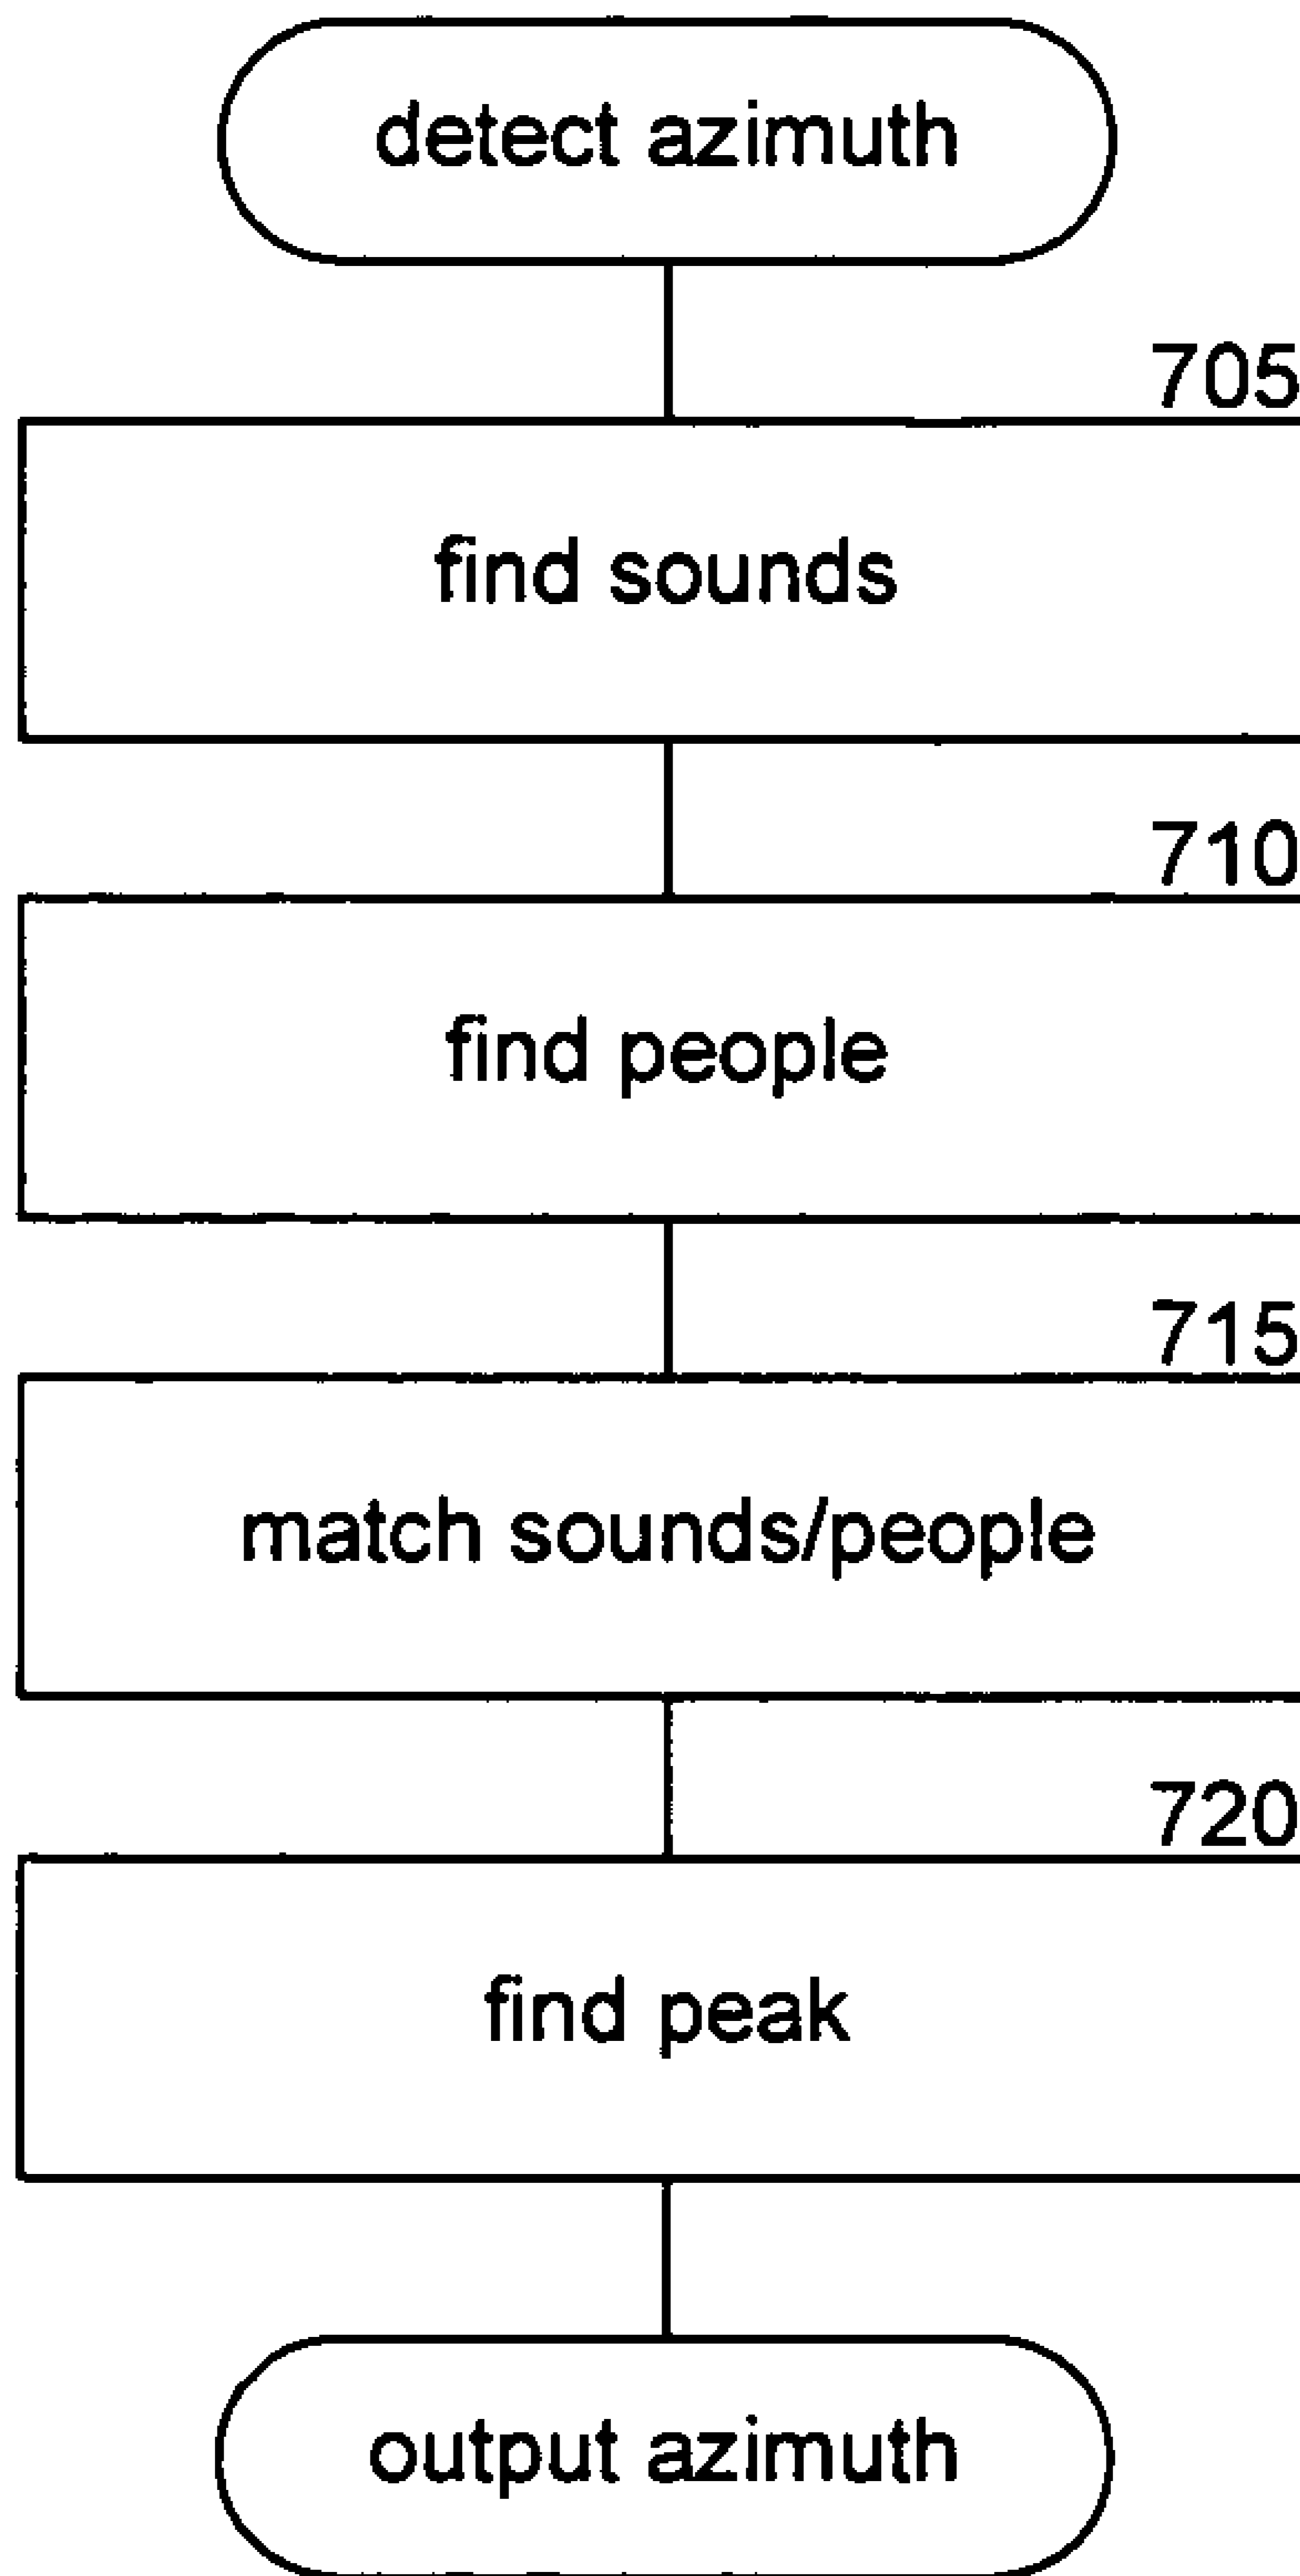 detect azimuth
705
find sounds
710
find people
715
match sounds/people
720
find peak
output azimuth